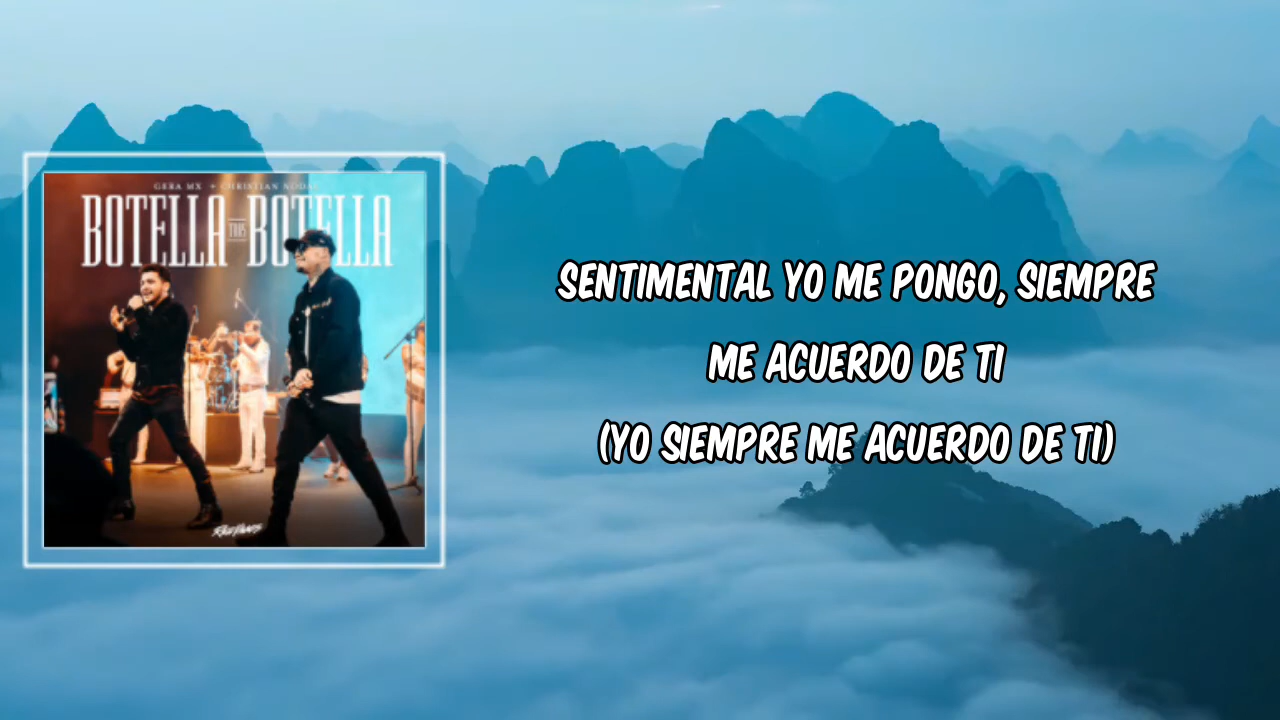 GERA MX + CHRISTIAN NODAL
BOTELLA TRAS BOTELLA
SENTIMENTAL YO ME PONGO, SIEMPRE
ME ACUERDO DE TI
(YO SIEMPRE ME ACUERDO DE TI)